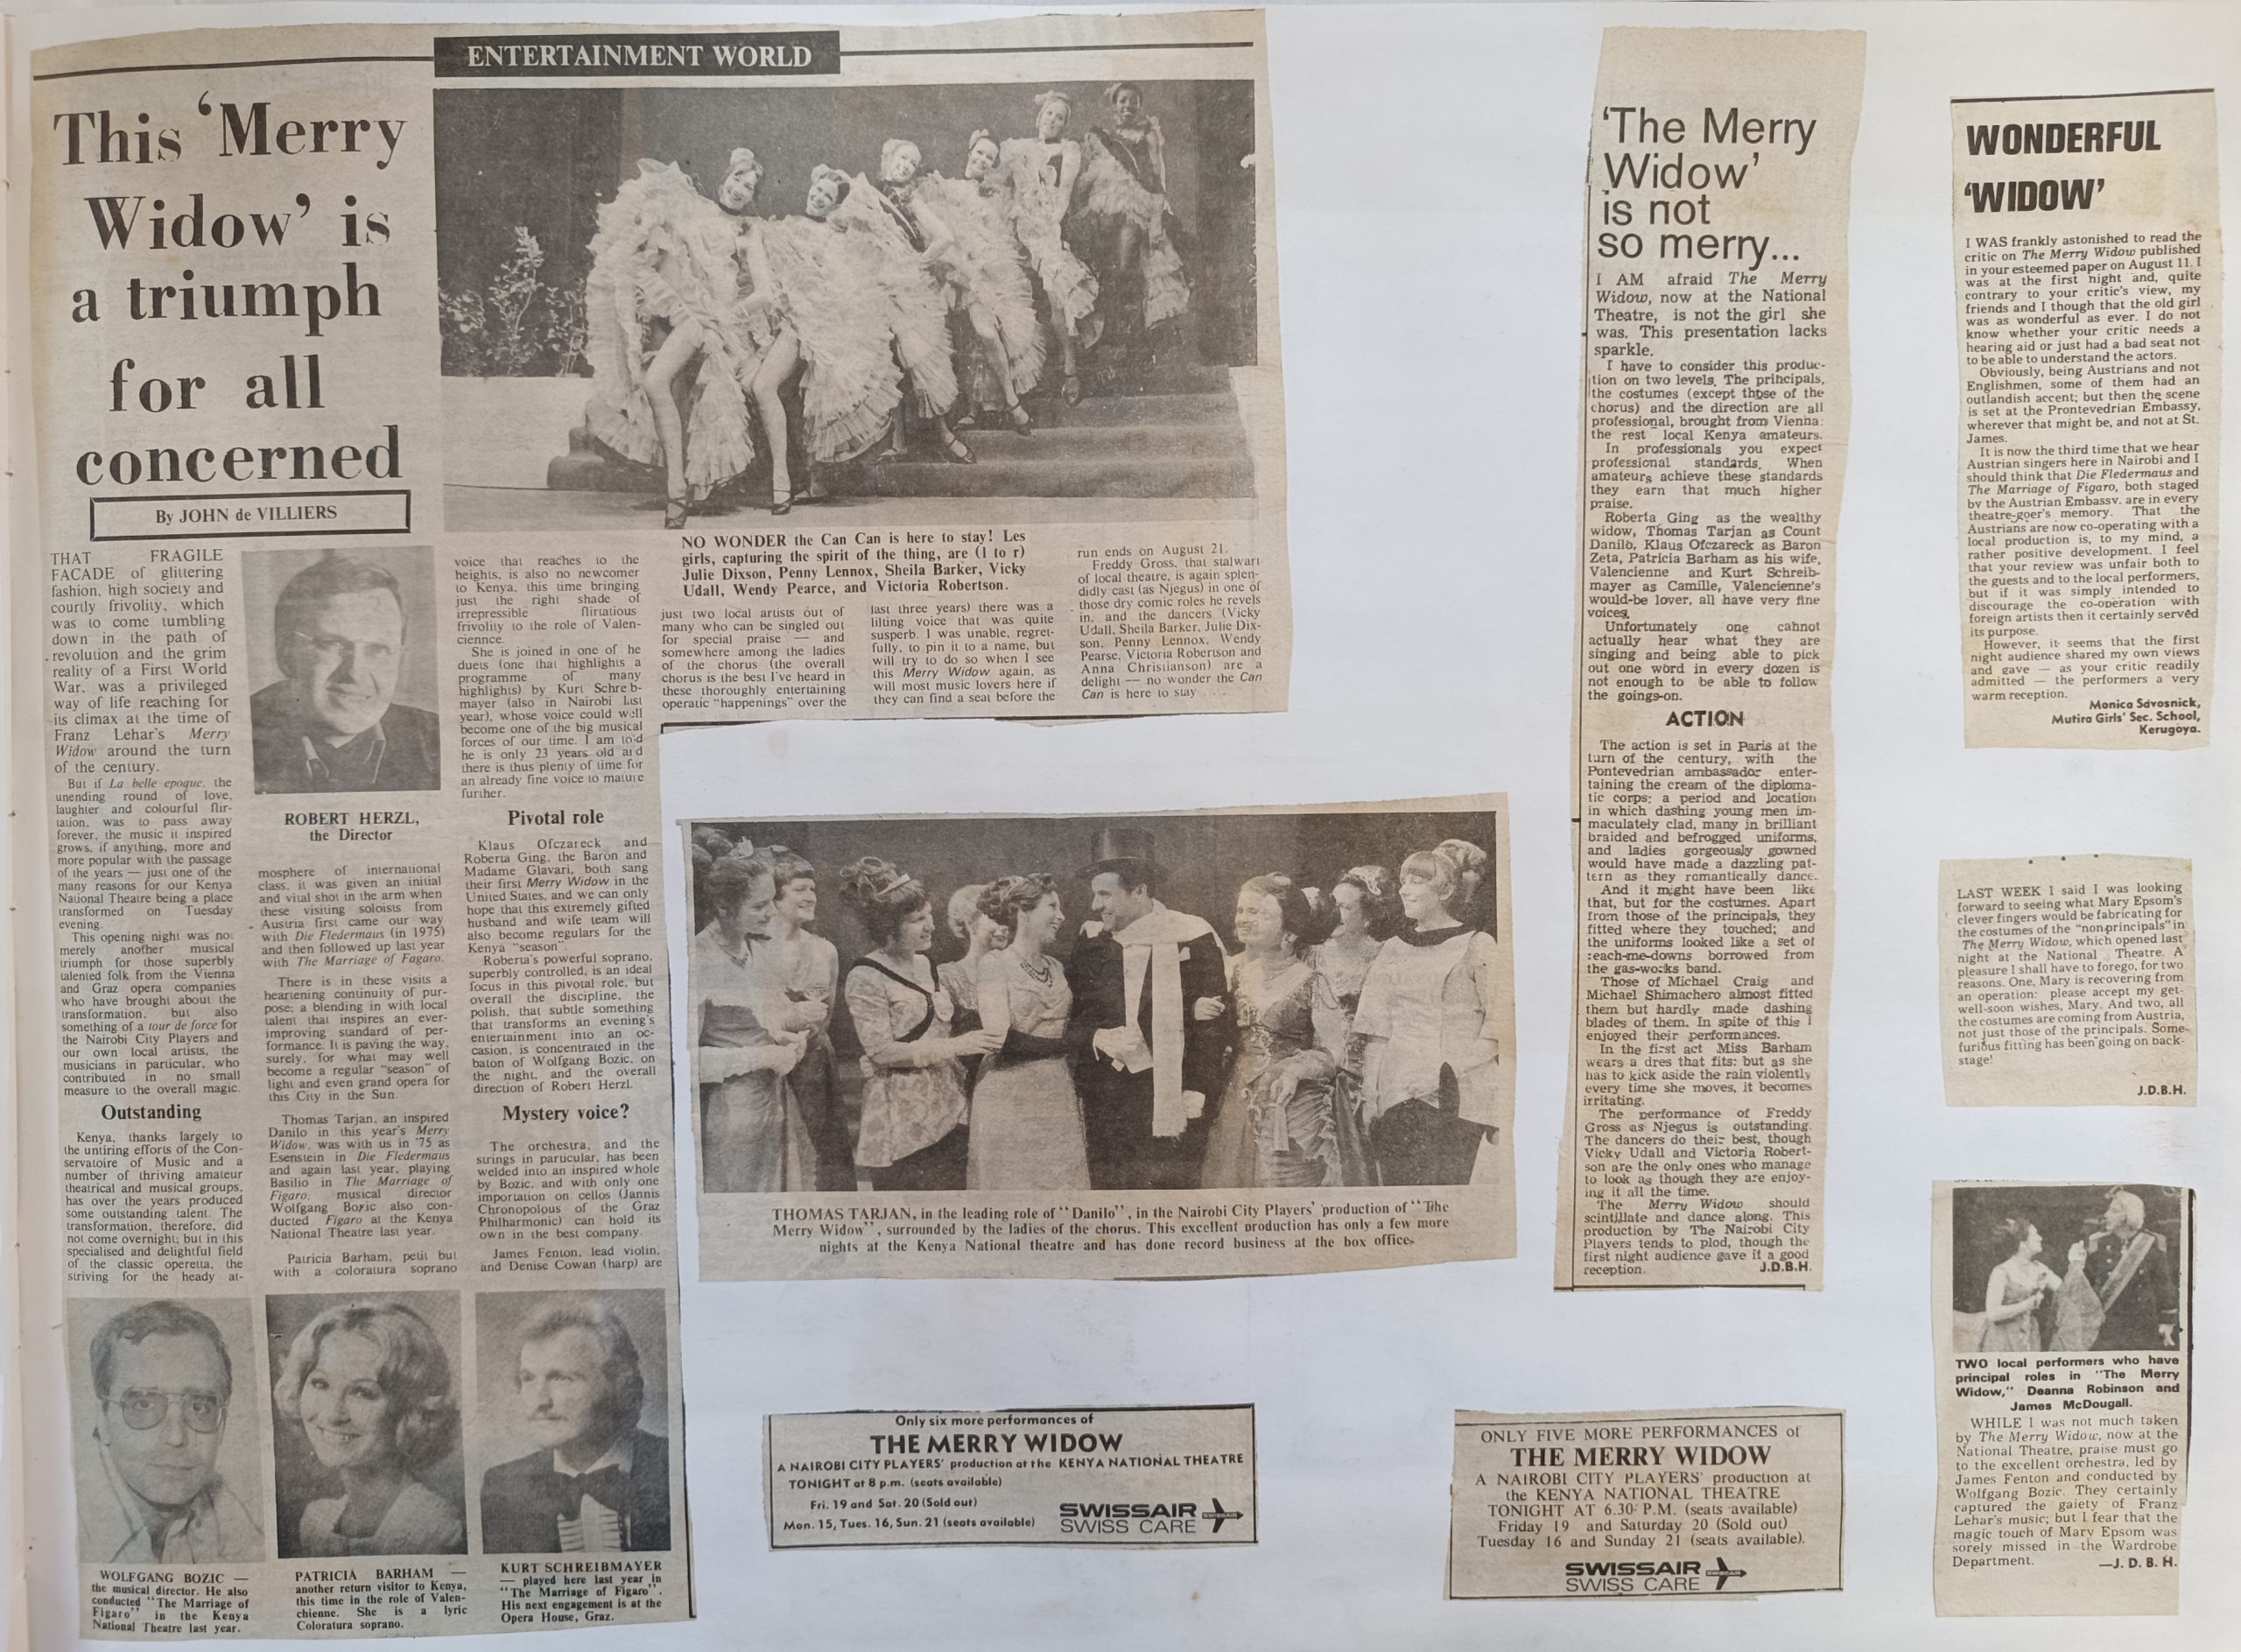 ENTERTAINMENT WORLD
This 'Merry
Widow' is
a triumph
for all
concerned
By JOHN de VILLIERS
THAT FRAGILE
FACADE of glittering
fashion, high society and
courtly frivolity, which
was to come tumbling
down in the path of
revolution and the grim
reality of a First World
War, was a privileged
way of life reaching for
its climax at the time of
Franz Lehar's Merry
Widow around the turn
of the century.
But if La belle epoque, the
unending round of love,
laughter and colourful flir-
tation, was to pass away
forever, the music it inspired
grows, if anything, more and
more popular with the passage
of the years — just one of the
many reasons for our Kenya
National Theatre being a place
transformed on Tuesday
evening.
This opening night was no
merely another musical
triumph for those superbly
talented folk from the Vienna
and Graz opera companies
who have brought about the
transformation, but also
something of a tour de force for
the Nairobi City Players and
our own local artists, the
musicians in particular, who
contributed in no small
measure to the overall magic.
Outstanding
Kenya, thanks largely to
the untiring efforts of the Con-
servatoire of Music and a
number of thriving amateur
theatrical and musical groups,
has over the years produced
some outstanding talent. The
transformation, therefore, did
not come overnight; but in this
specialised and delightful field
of the classic operetta, the
striving for the heady at-
ROBERT HERZL,
the Director
mosphere of international
class, it was given an initial
and vital shot in the arm when
these visiting soloists from
Austria first came our way
with Die Fledermaus (in 1975)
and then followed up last year
with The Marriage of Fagaro.
There is in these visits a
heartening continuity of pur-
pose; a blending in with local
talent that inspires an ever-
improving standard of per-
formance. It is paving the way,
surely, for what may well
become a regular "season" of
light and even grand opera for
this City in the Sun.
Thomas Tarjan, an inspired
Danilo in this year's Merry
Widow, was with us in '75 as
Esenstein in Die Fledermaus
and again last year, playing
Basilio in The Marriage of
Figaro; musical director
Wolfgang Bozic also con-
ducted Figaro at the Kenya
National Theatre last year.
Patricia Barham, petit but
with a coloratura soprano
voice that reaches to the
heights, is also no newcomer
to Kenya, this time bringing
just the right shade of
irrepressible flirtatious
frivolity to the role of Valen-
ciennce.
She is joined in one of he
duets (one that highlights a
programme of many
highlights) by Kurt Schreib-
mayer (also in Nairobi last
year), whose voice could well
become one of the big musical
forces of our time. I am told
he is only 23 years old and
there is thus plenty of time for
an already fine voice to mature
further.
Pivotal role
Klaus Ofczareck and
Roberta Ging, the Baron and
Madame Glavari, both sang
their first Merry Widow in the
United States, and we can only
hope that this extremely gifted
husband and wife team will
also become regulars for the
Kenya "season".
Roberta's powerful soprano,
superbly controlled, is an ideal
focus in this pivotal role, but
overall the discipline, the
polish, that subtle something
that transforms an evening's
entertainment into an oc-
casion, is concentrated in the
baton of Wolfgang Bozic, on
the night, and the overall
direction of Robert Herzl.
Mystery voice?
The orchestra, and the
strings in particular, has been
welded into an inspired whole
by Bozic, and with only one
importation on cellos (Jannis
Chronopolous of the Graz
Philharmonic) can hold its
own in the best company.
James Fenton, lead violin,
and Denise Cowan (harp) are
NO WONDER the Can Can is here to stay! Les
girls, capturing the spirit of the thing, are (l to r)
Julie Dixson, Penny Lennox, Sheila Barker, Vicky
Udall, Wendy Pearce, and Victoria Robertson.
just two local artists out of
many who can be singled out
for special praise — and
somewhere among the ladies
of the chorus (the overall
chorus is the best I've heard in
these thoroughly entertaining
operatic "happenings" over the
last three years) there was a
lilting voice that was quite
susperb. I was unable, regret-
fully, to pin it to a name, but
will try to do so when I see
this Merry Widow again, as
will most music lovers here if
they can find a seat before the
run ends on August 21.
Freddy Gross, that stalwart
of local theatre, is again splen-
didly cast (as Njegus) in one of
those dry comic roles he revels
in, and the dancers (Vicky
Udall, Sheila Barker, Julie Dix-
son, Penny Lennox, Wendy
Pearse, Victoria Robertson and
Anna Christianson) are a
delight — no wonder the Can
Can is here to stay
WOLFGANG BOZIC —
the musical director. He also
conducted "The Marriage of
Figaro" in the Kenya
National Theatre last year.
PATRICIA BARHAM —
another return visitor to Kenya,
this time in the role of Valen-
chienne. She is a lyric
Coloratura soprano.
KURT SCHREIBMAYER
— played here last year in
"The Marriage of Figaro".
His next engagement is at the
Opera House, Graz.
THOMAS TARJAN, in the leading role of "Danilo", in the Nairobi City Players' production of "The
Merry Widow", surrounded by the ladies of the chorus. This excellent production has only a few more
nights at the Kenya National theatre and has done record business at the box office.
Only six more performances of
THE MERRY WIDOW
A NAIROBI CITY PLAYERS' production at the KENYA NATIONAL THEATRE
TONIGHT at 8 p.m. (seats available)
Fri. 19 and Sat. 20 (Sold out)
Mon. 15, Tues. 16, Sun. 21 (seats available)
SWISSAIR
SWISS CARE
ONLY FIVE MORE PERFORMANCES of
THE MERRY WIDOW
A NAIROBI CITY PLAYERS' production at
the KENYA NATIONAL THEATRE
TONIGHT AT 6.30 P.M. (seats available)
Friday 19 and Saturday 20 (Sold out)
Tuesday 16 and Sunday 21 (seats available).
SWISSAIR
SWISS CARE
'The Merry
Widow'
is not
so merry...
I AM afraid The Merry
Widow, now at the National
Theatre, is not the girl she
was. This presentation lacks
sparkle.
I have to consider this produc-
tion on two levels. The principals,
the costumes (except those of the
chorus) and the direction are all
professional, brought from Vienna:
the rest local Kenya amateurs.
In professionals you expect
professional standards. When
amateurs achieve these standards
they earn that much higher
praise.
Roberta Ging as the wealthy
widow, Thomas Tarjan as Count
Danilo, Klaus Ofczareck as Baron
Zeta, Patricia Barham as his wife,
Valencienne and Kurt Schreib-
mayer as Camille, Valencienne's
would-be lover, all have very fine
voices.
Unfortunately one cahnot
actually hear what they are
singing and being able to pick
out one word in every dozen is
not enough to be able to follow
the goings-on.
ACTION
The action is set in Paris at the
turn of the century, with the
Pontevedrian ambassador enter-
taining the cream of the diploma-
tic corps; a period and location
in which dashing young men im-
maculately clad, many in brilliant
braided and befrogged uniforms,
and ladies gorgeously gowned
would have made a dazzling pat-
tern as they romantically dance.
And it might have been like
that, but for the costumes. Apart
from those of the principals, they
fitted where they touched; and
the uniforms looked like a set of
reach-me-downs borrowed from
the gas-works band.
Those of Michael Craig and
Michael Shimachero almost fitted
them but hardly made dashing
blades of them. In spite of this I
enjoyed their performances.
In the first act Miss Barham
wears a dres that fits: but as she
has to kick aside the rain violently
every time she moves, it becomes
irritating.
The performance of Freddy
Gross as Njegus is outstanding.
The dancers do their best, though
Vicky Udall and Victoria Robert-
son are the only ones who manage
to look as though they are enjoy-
ing it all the time.
The Merry Widow should
scintillate and dance along. This
production by The Nairobi City
Players tends to plod, though the
first night audience gave it a good
reception. J.D.B.H.
WONDERFUL
'WIDOW'
I WAS frankly astonished to read the
critic on The Merry Widow published
in your esteemed paper on August 11. I
was at the first night and, quite
contrary to your critic's view, my
friends and I though that the old girl
was as wonderful as ever. I do not
know whether your critic needs a
hearing aid or just had a bad seat not
to be able to understand the actors.
Obviously, being Austrians and not
Englishmen, some of them had an
outlandish accent; but then the scene
is set at the Prontevedrian Embassy,
wherever that might be, and not at St.
James.
It is now the third time that we hear
Austrian singers here in Nairobi and I
should think that Die Fledermaus and
The Marriage of Figaro, both staged
by the Austrian Embassy, are in every
theatre-goer's memory. That the
Austrians are now co-operating with a
local production is, to my mind, a
rather positive development. I feel
that your review was unfair both to
the guests and to the local performers,
but if it was simply intended to
discourage the co-operation with
foreign artists then it certainly served
its purpose.
However, it seems that the first
night audience shared my own views
and gave — as your critic readily
admitted — the performers a very
warm reception.
Monica Savosnick,
Mutira Girls' Sec. School,
Kerugoya.
LAST WEEK I said I was looking
forward to seeing what Mary Epsom's
clever fingers would be fabricating for
the costumes of the "non-principals" in
The Merry Widow, which opened last
night at the National Theatre. A
pleasure I shall have to forego, for two
reasons. One, Mary is recovering from
an operation: please accept my get-
well-soon wishes, Mary. And two, all
the costumes are coming from Austria,
not just those of the principals. Some
furious fitting has been going on back-
stage!
J.D.B.H.
TWO local performers who have
principal roles in "The Merry
Widow," Deanna Robinson and
James McDougall.
WHILE I was not much taken
by The Merry Widow, now at the
National Theatre, praise must go
to the excellent orchestra, led by
James Fenton and conducted by
Wolfgang Bozic. They certainly
captured the gaiety of Franz
Lehar's music; but I fear that the
magic touch of Mary Epsom was
sorely missed in the Wardrobe
Department. —J. D. B. H.